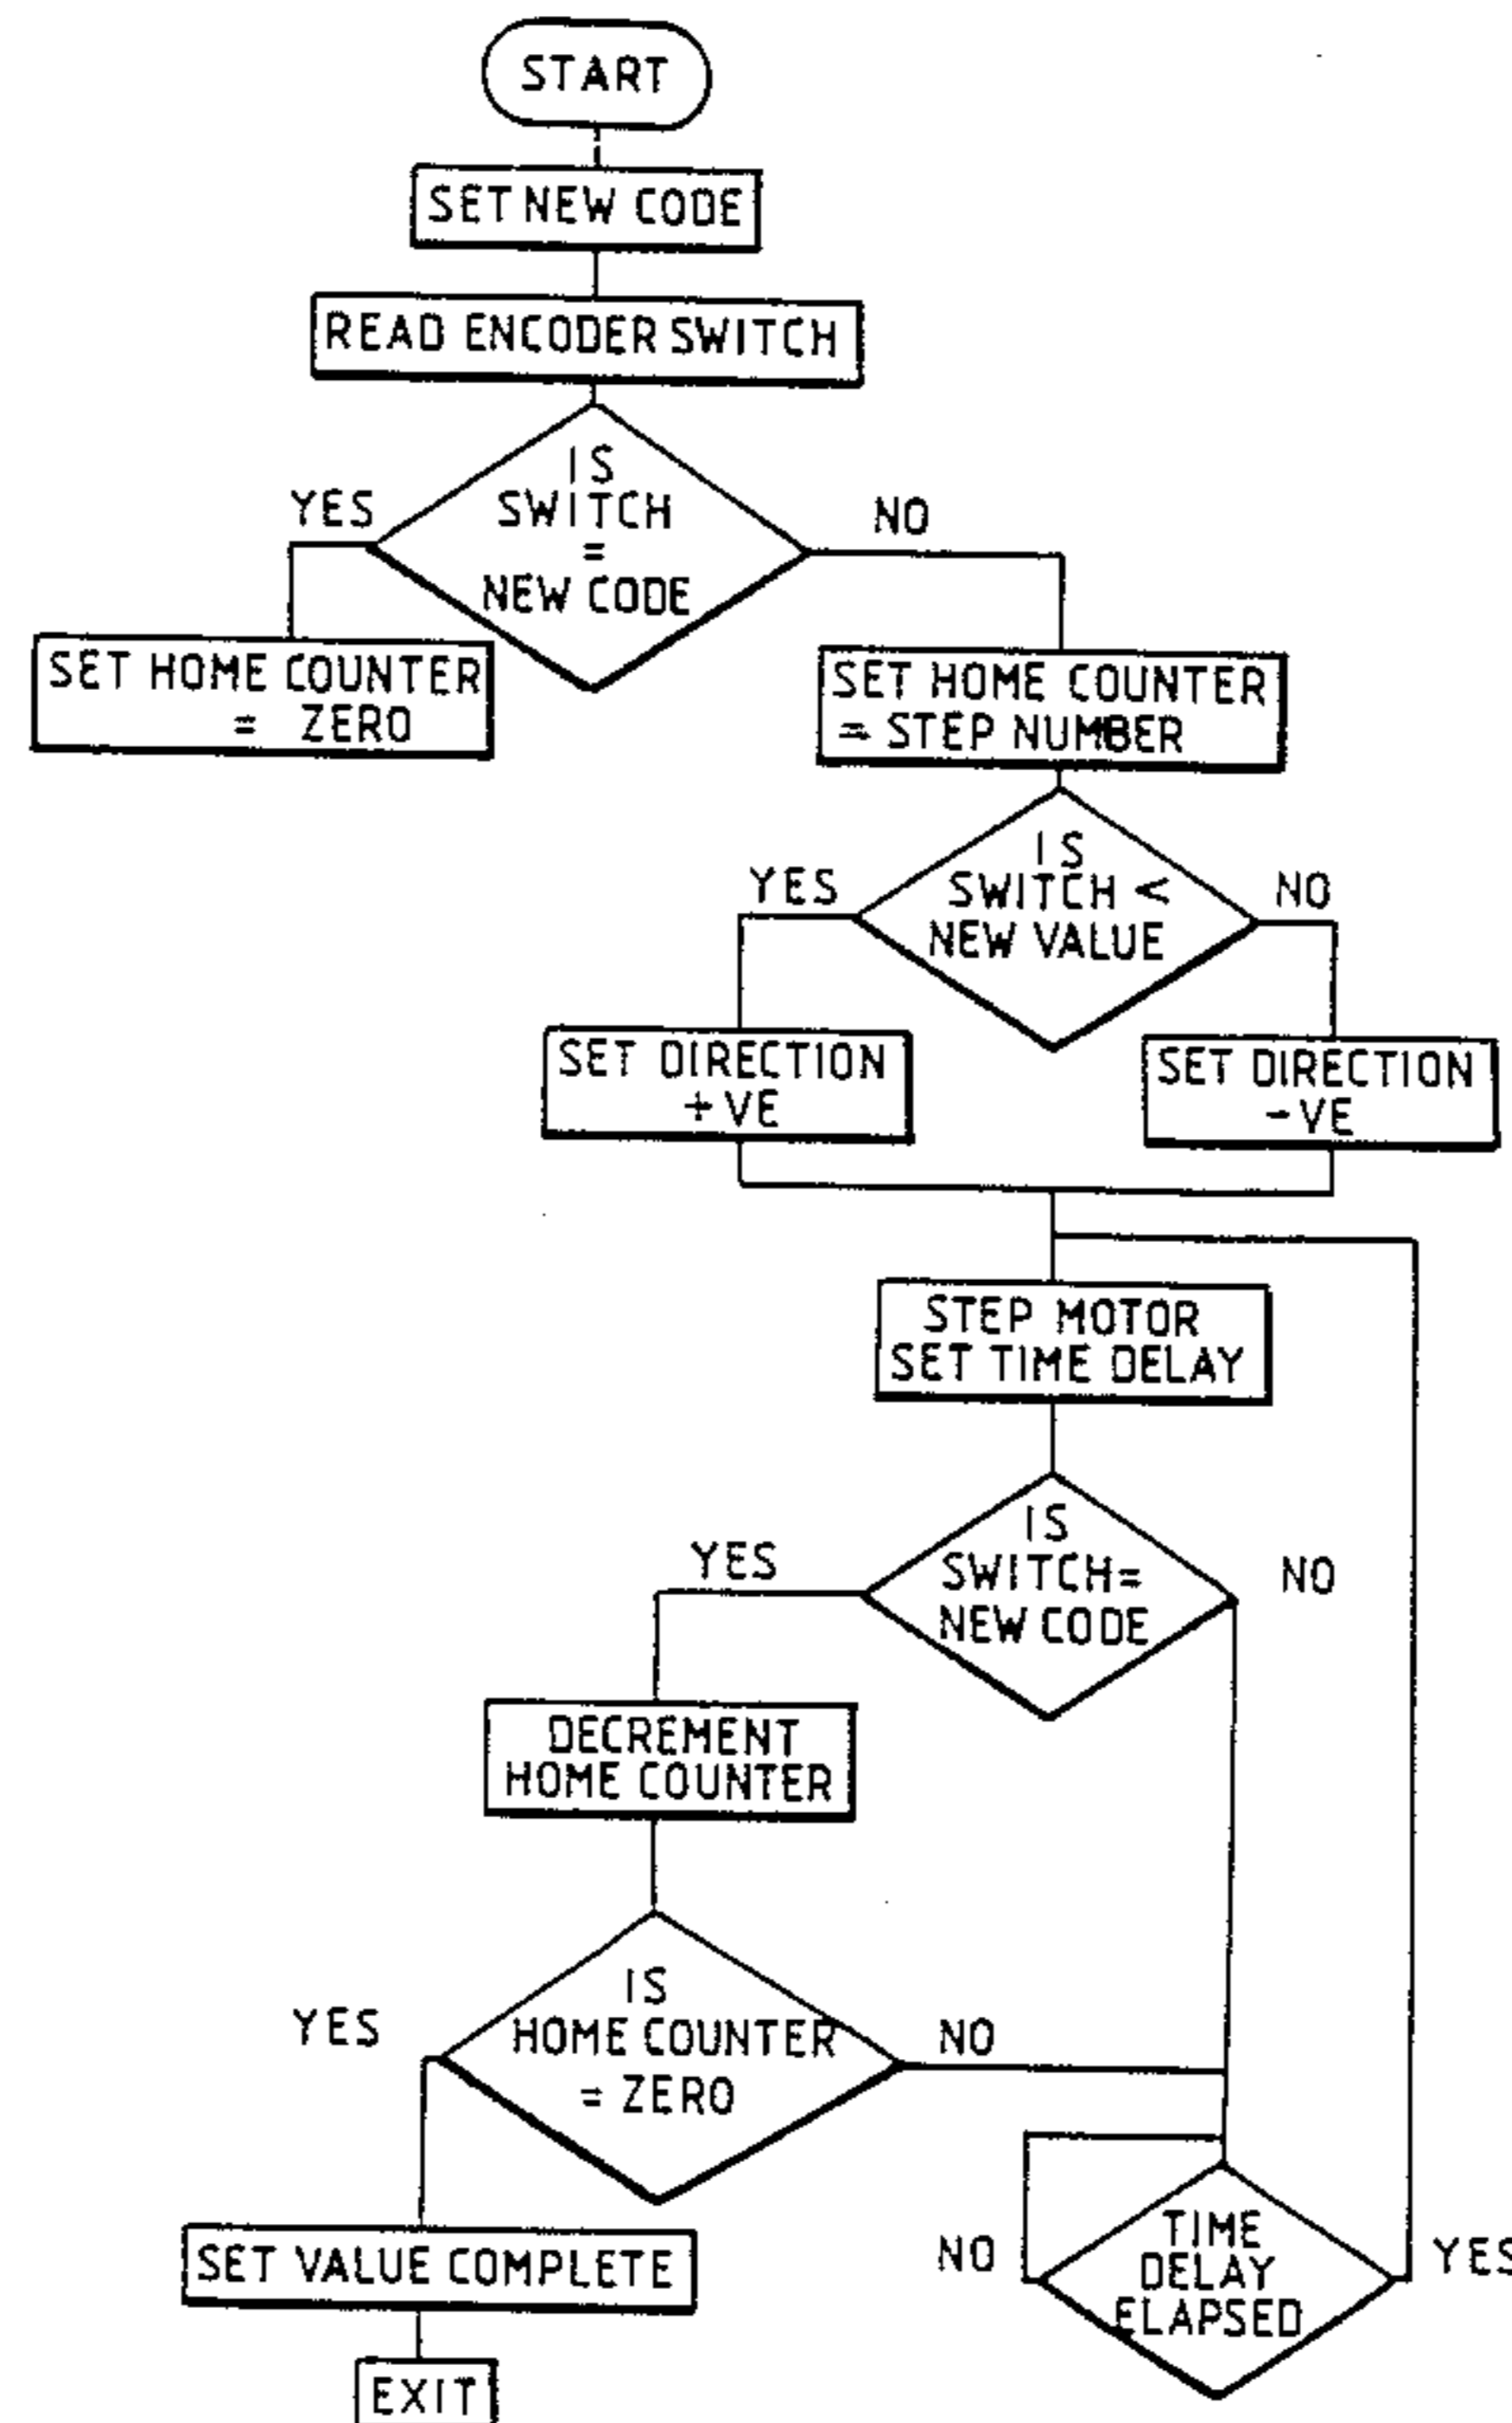 START
SET NEW CODE
READ ENCODER SWITCH
IS
SWITCH
=
NEW CODE
YES
NO
SET HOME COUNTER
= ZERO
SET HOME COUNTER
= STEP NUMBER
IS
SWITCH <
NEW VALUE
YES
NO
SET DIRECTION
+VE
SET DIRECTION
-VE
STEP MOTOR
SET TIME DELAY
IS
SWITCH=
NEW CODE
YES
NO
DECREMENT
HOME COUNTER
IS
HOME COUNTER
= ZERO
YES
NO
SET VALUE COMPLETE
TIME
DELAY
ELAPSED
NO
YES
EXIT